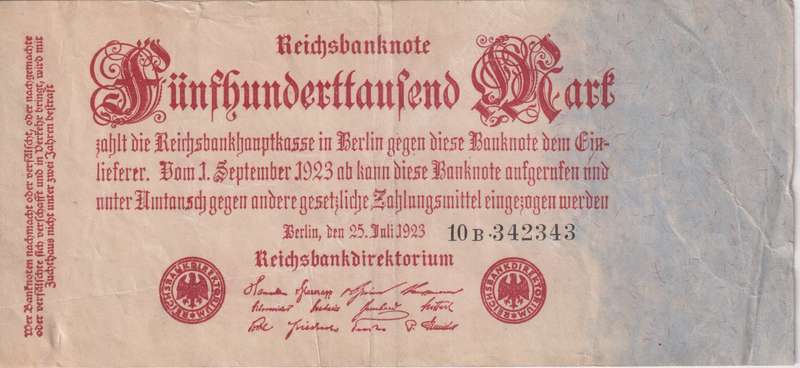 Reichsbanknote
Fünfhunderttausend Mark
zahlt die Reichsbankhauptkasse in Berlin gegen diese Banknote dem Ein-
lieferer. Vom 1. September 1923 ab kann diese Banknote aufgerufen und
unter Umtausch gegen andere gesetzliche Zahlungsmittel eingezogen werden
Berlin, den 25. Juli 1923 10B·342343
Reichsbankdirektorium
REICHSBANKDIREKTORIUM
REICHSBANKDIREKTORIUM
Wer Banknoten nachmacht oder verfälscht, oder nachgemachte
oder verfälschte sich verschafft und in Verkehr bringt, wird mit
Zuchthaus nicht unter zwei Jahren bestraft